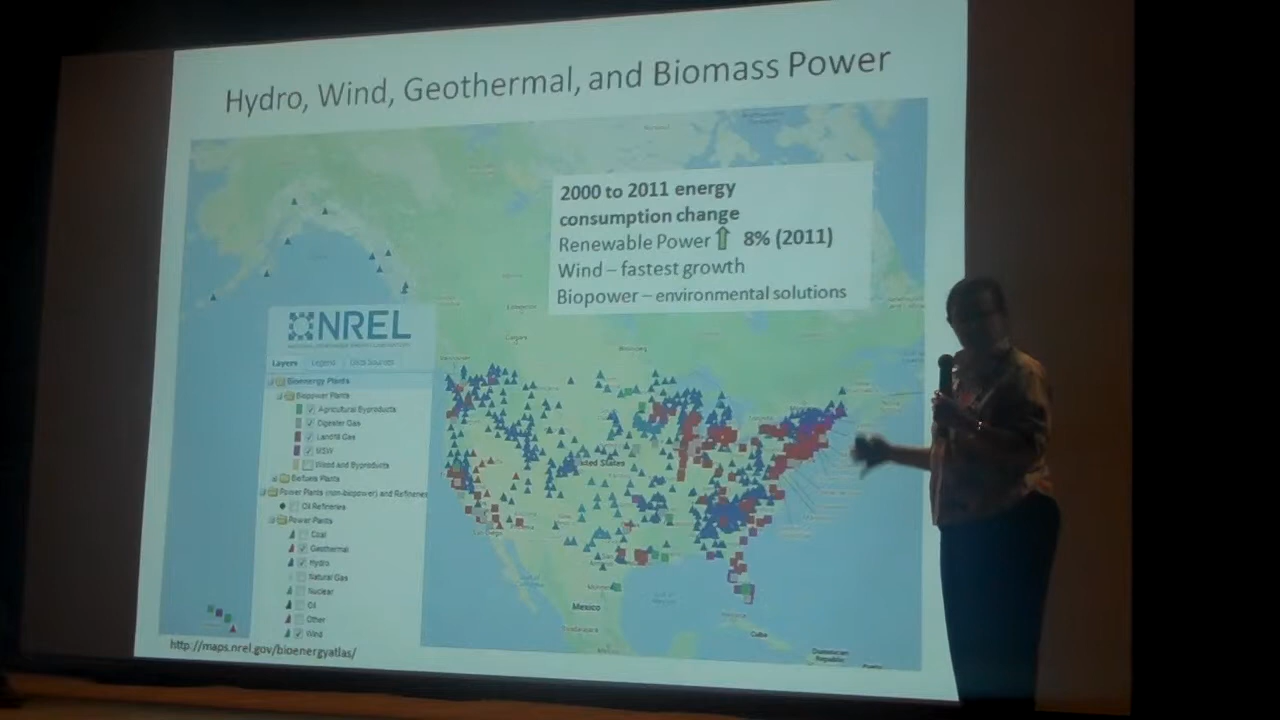 Hydro, Wind, Geothermal, and Biomass Power
2000 to 2011 energy
consumption change
Renewable Power 8% (2011)
Wind – fastest growth
Biopower – environmental solutions
NREL
Layers Legend Data Sources
Bioenergy Plants
Biopower Plants
Agricultural Byproducts
Digester Gas
Landfill Gas
MSW
Wood and Byproducts
Biofuels Plants
Power Plants (non-biopower) and Refineries
Oil Refineries
Power Plants
Coal
Geothermal
Hydro
Natural Gas
Nuclear
Oil
Other
Wind
United States
Mexico
Cuba
Dominican
Republic
http://maps.nrel.gov/bioenergyatlas/